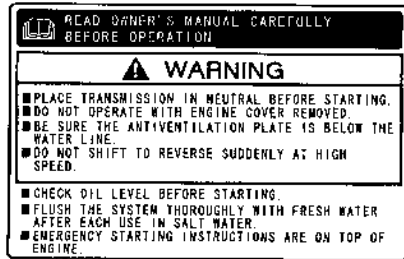 READ OWNER'S MANUAL CAREFULLY
BEFORE OPERATION
WARNING
■ PLACE TRANSMISSION IN NEUTRAL BEFORE STARTING.
■ DO NOT OPERATE WITH ENGINE COVER REMOVED.
■ BE SURE THE ANTIVENTILATION PLATE IS BELOW THE
WATER LINE.
■ DO NOT SHIFT TO REVERSE SUDDENLY AT HIGH
SPEED.
■ CHECK OIL LEVEL BEFORE STARTING.
■ FLUSH THE SYSTEM THOROUGHLY WITH FRESH WATER
AFTER EACH USE IN SALT WATER.
■ EMERGENCY STARTING INSTRUCTIONS ARE ON TOP OF
ENGINE.